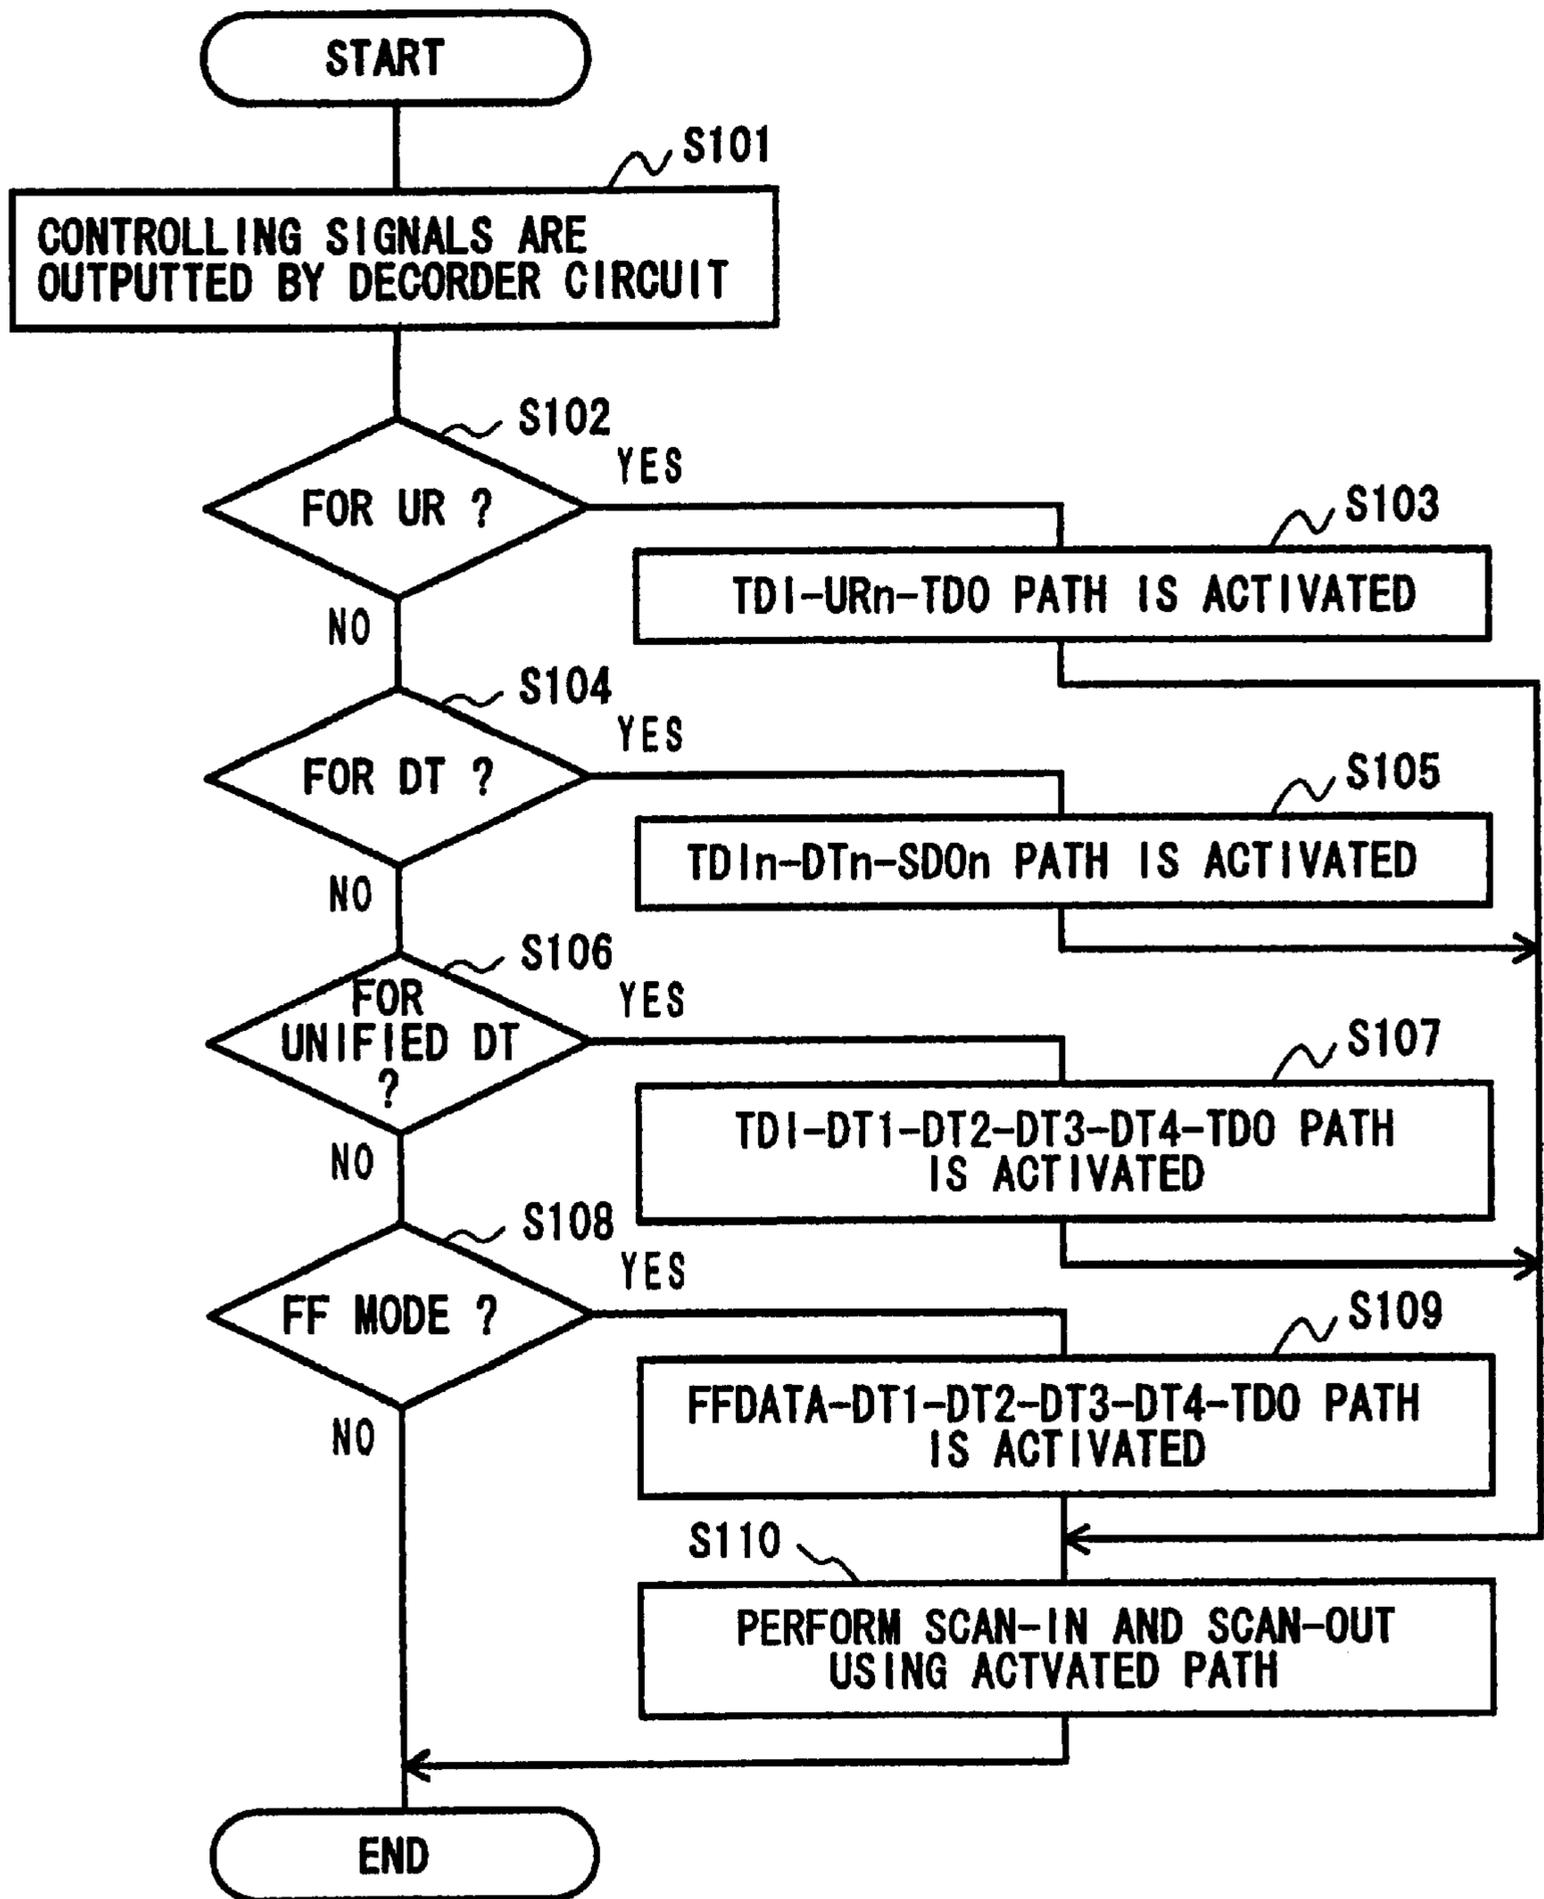 START
S101
CONTROLLING SIGNALS ARE
OUTPUTTED BY DECORDER CIRCUIT
S102
FOR UR ?
YES
NO
S103
TDI-URn-TDO PATH IS ACTIVATED
S104
FOR DT ?
YES
NO
S105
TDIn-DTn-SDOn PATH IS ACTIVATED
S106
FOR
UNIFIED DT
?
YES
NO
S107
TDI-DT1-DT2-DT3-DT4-TDO PATH
IS ACTIVATED
S108
FF MODE ?
YES
NO
S109
FFDATA-DT1-DT2-DT3-DT4-TDO PATH
IS ACTIVATED
S110
PERFORM SCAN-IN AND SCAN-OUT
USING ACTVATED PATH
END